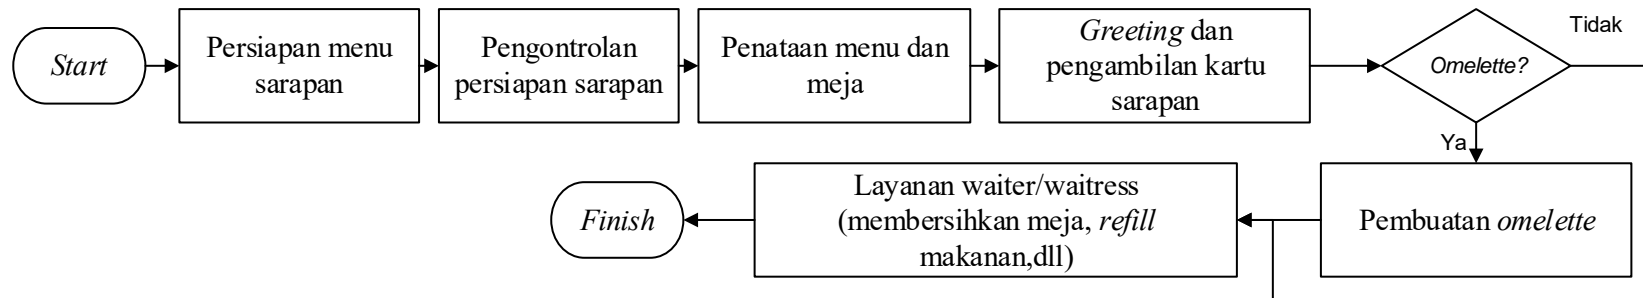 Start
Persiapan menu
sarapan
Pengontrolan
persiapan sarapan
Penataan menu dan
meja
Greeting dan
pengambilan kartu
sarapan
Omelette?
Tidak
Ya
Pembuatan omelette
Layanan waiter/waitress
(membersihkan meja, refill
makanan,dll)
Finish